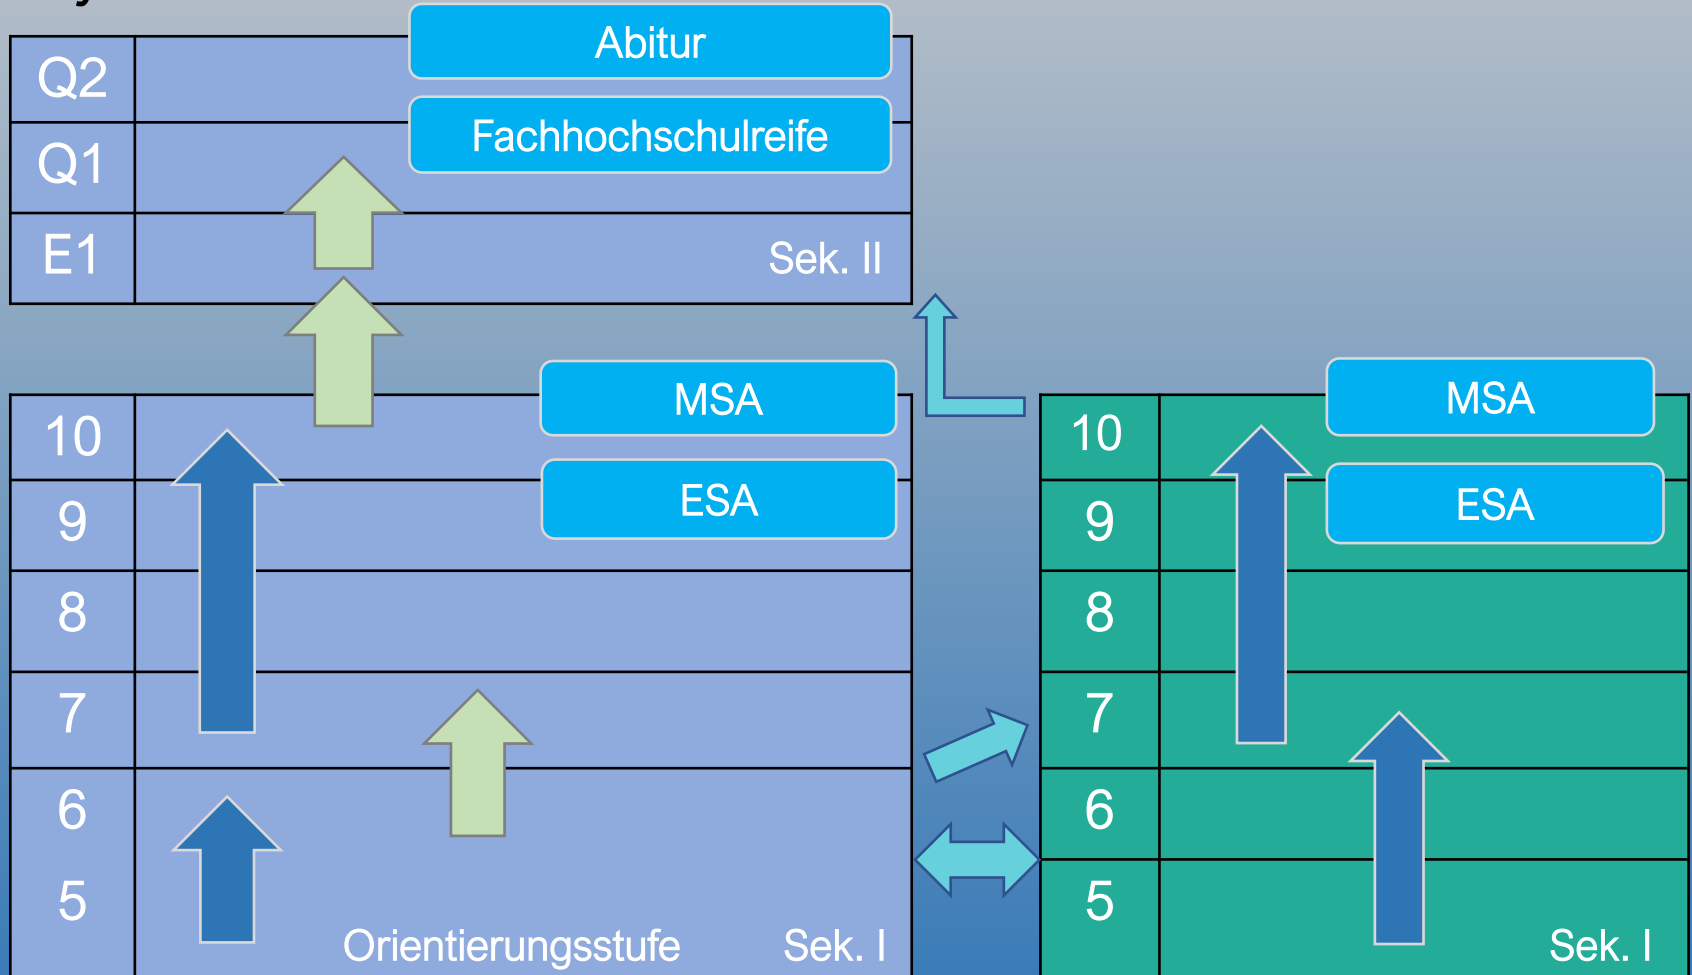 Abitur
Q2
Fachhochschulreife
Q1
E1
Sek. II
MSA
10
ESA
9
8
7
6
5
Orientierungsstufe
Sek. I
MSA
10
ESA
9
8
7
6
5
Sek. I